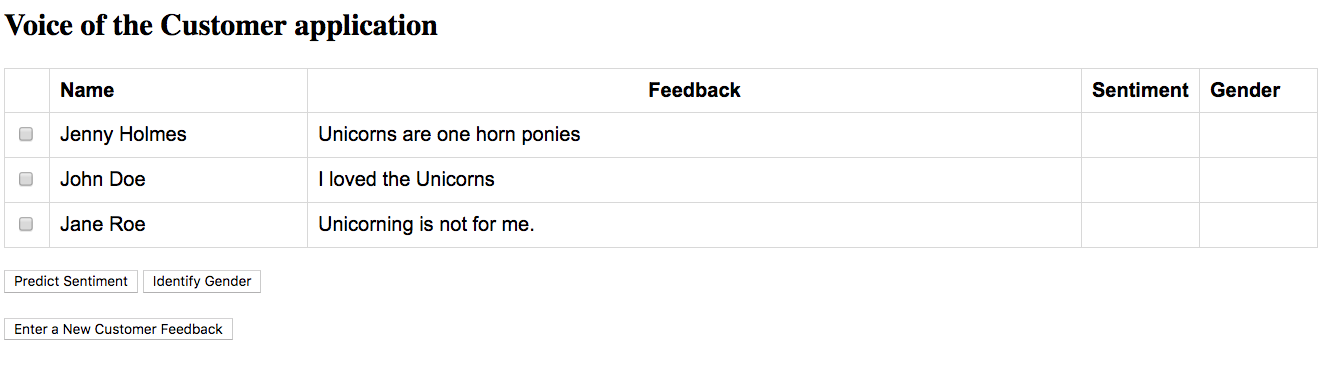 Voice of the Customer application
Name Feedback Sentiment Gender
Jenny Holmes Unicorns are one horn ponies
John Doe I loved the Unicorns
Jane Roe Unicorning is not for me.
Predict Sentiment Identify Gender
Enter a New Customer Feedback